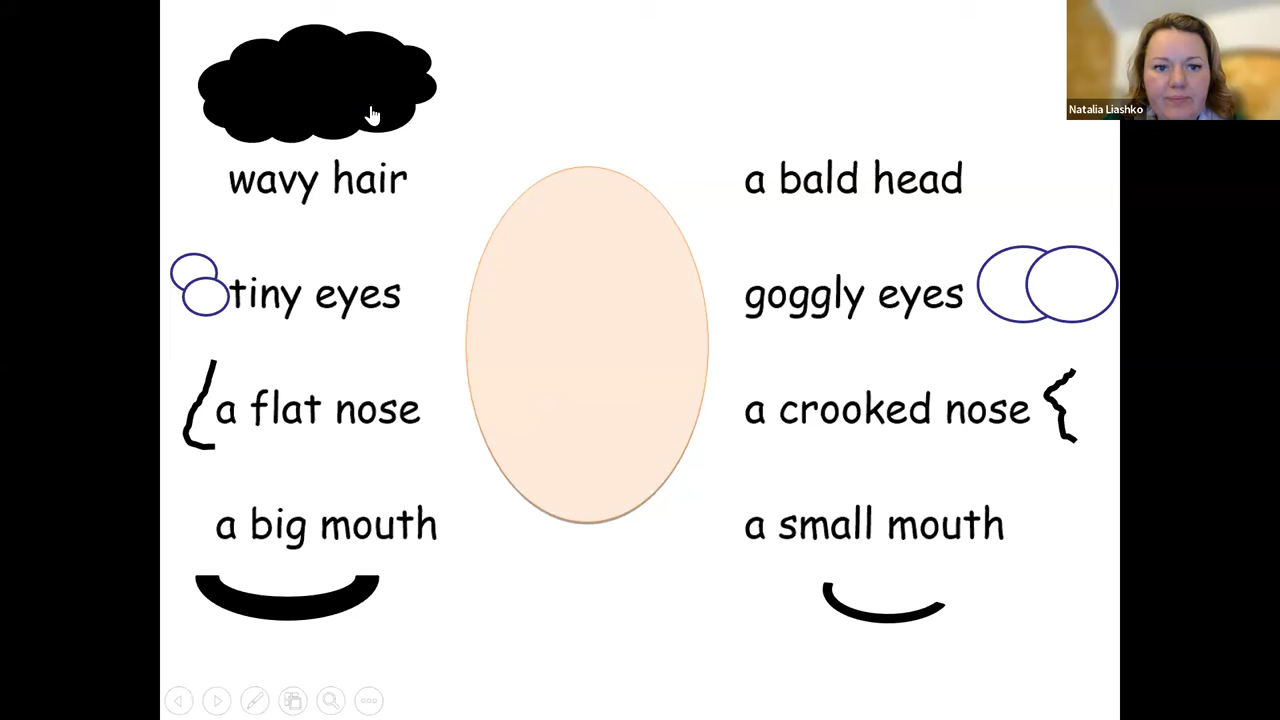 Natalia Liashko
wavy hair
a bald head
tiny eyes
goggly eyes
a flat nose
a crooked nose
a big mouth
a small mouth